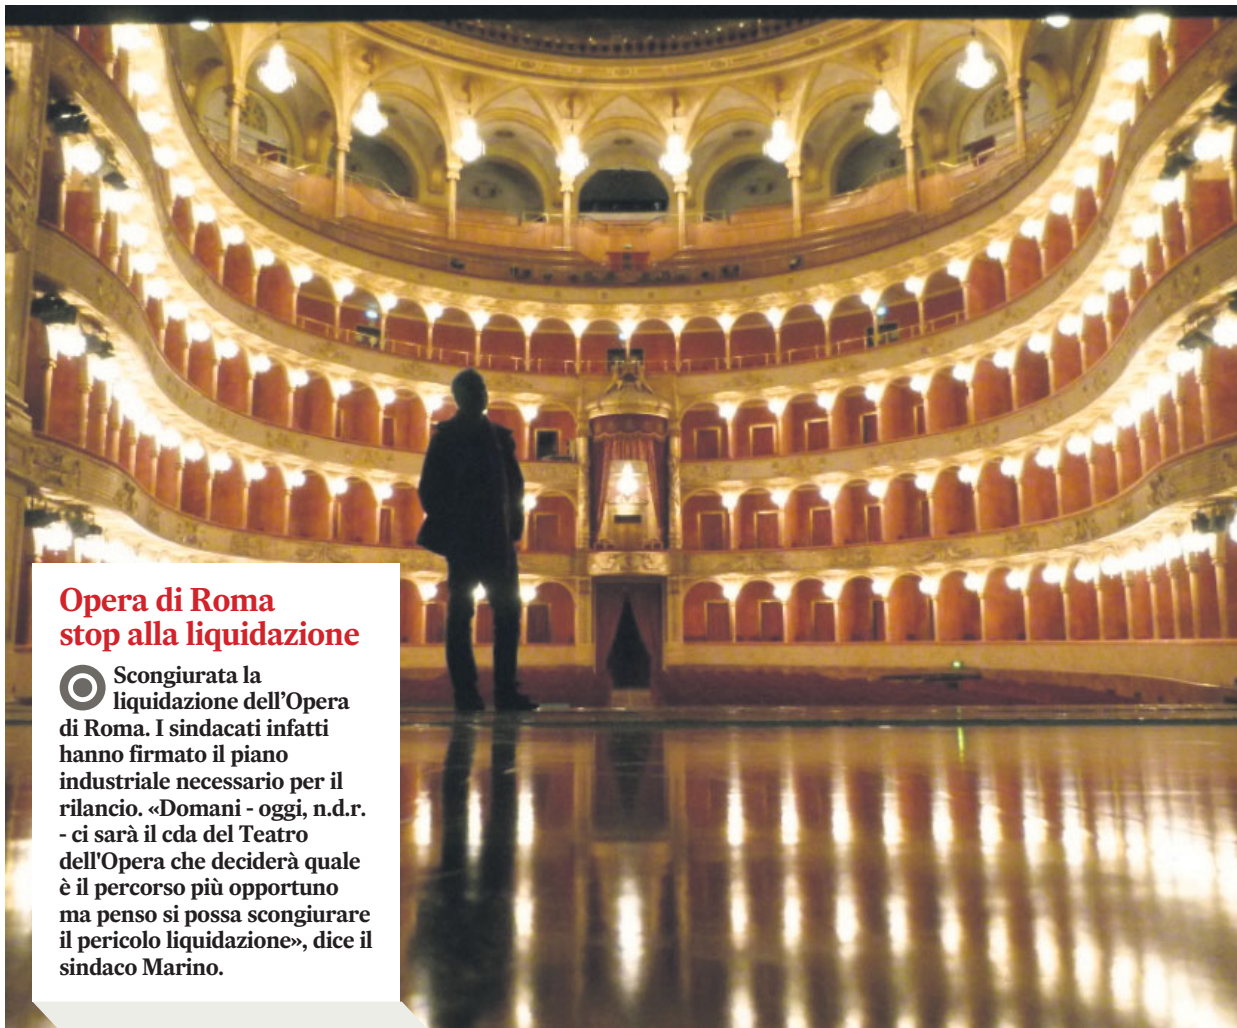 Opera di Roma
stop alla liquidazione
Scongiurata la
liquidazione dell’Opera
di Roma. I sindacati infatti
hanno firmato il piano
industriale necessario per il
rilancio. «Domani - oggi, n.d.r.
- ci sarà il cda del Teatro
dell'Opera che deciderà quale
è il percorso più opportuno
ma penso si possa scongiurare
il pericolo liquidazione», dice il
sindaco Marino.